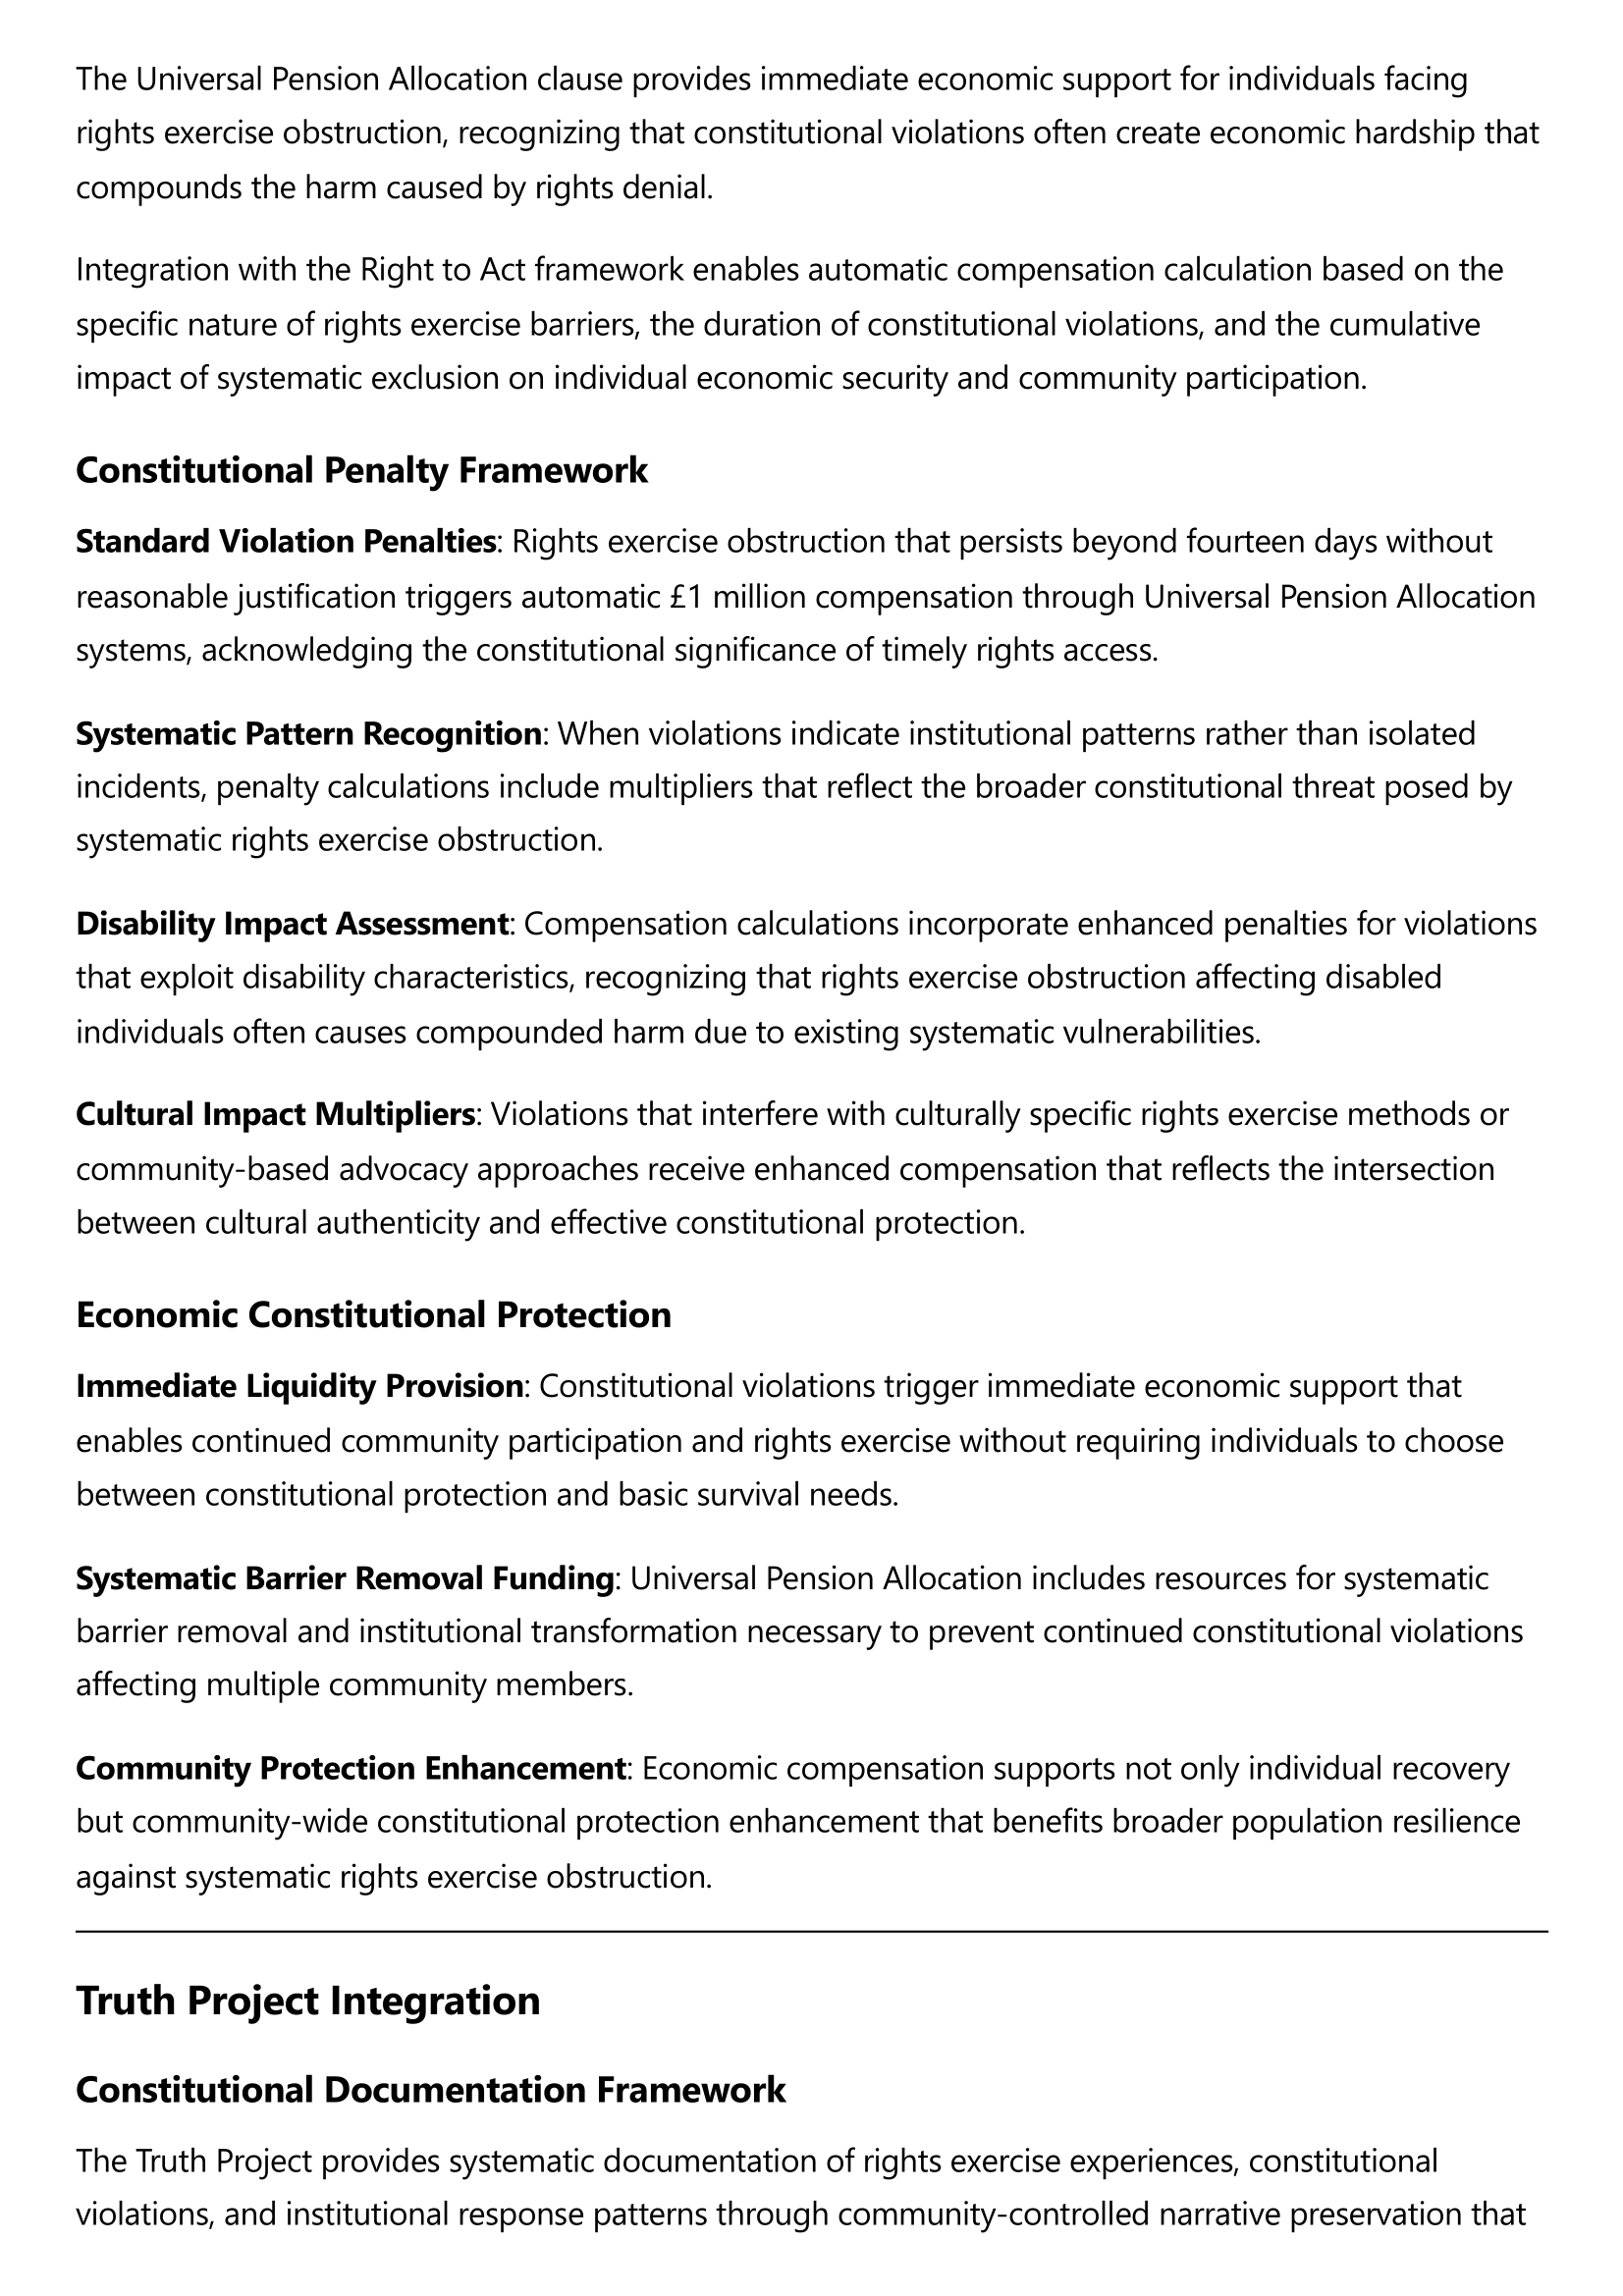 The Universal Pension Allocation clause provides immediate economic support for individuals facing
rights exercise obstruction, recognizing that constitutional violations often create economic hardship that
compounds the harm caused by rights denial.
Integration with the Right to Act framework enables automatic compensation calculation based on the
specific nature of rights exercise barriers, the duration of constitutional violations, and the cumulative
impact of systematic exclusion on individual economic security and community participation.
Constitutional Penalty Framework
Standard Violation Penalties: Rights exercise obstruction that persists beyond fourteen days without
reasonable justification triggers automatic £1 million compensation through Universal Pension Allocation
systems, acknowledging the constitutional significance of timely rights access.
Systematic Pattern Recognition: When violations indicate institutional patterns rather than isolated
incidents, penalty calculations include multipliers that reflect the broader constitutional threat posed by
systematic rights exercise obstruction.
Disability Impact Assessment: Compensation calculations incorporate enhanced penalties for violations
that exploit disability characteristics, recognizing that rights exercise obstruction affecting disabled
individuals often causes compounded harm due to existing systematic vulnerabilities.
Cultural Impact Multipliers: Violations that interfere with culturally specific rights exercise methods or
community-based advocacy approaches receive enhanced compensation that reflects the intersection
between cultural authenticity and effective constitutional protection.
Economic Constitutional Protection
Immediate Liquidity Provision: Constitutional violations trigger immediate economic support that
enables continued community participation and rights exercise without requiring individuals to choose
between constitutional protection and basic survival needs.
Systematic Barrier Removal Funding: Universal Pension Allocation includes resources for systematic
barrier removal and institutional transformation necessary to prevent continued constitutional violations
affecting multiple community members.
Community Protection Enhancement: Economic compensation supports not only individual recovery
but community-wide constitutional protection enhancement that benefits broader population resilience
against systematic rights exercise obstruction.
Truth Project Integration
Constitutional Documentation Framework
The Truth Project provides systematic documentation of rights exercise experiences, constitutional
violations, and institutional response patterns through community-controlled narrative preservation that